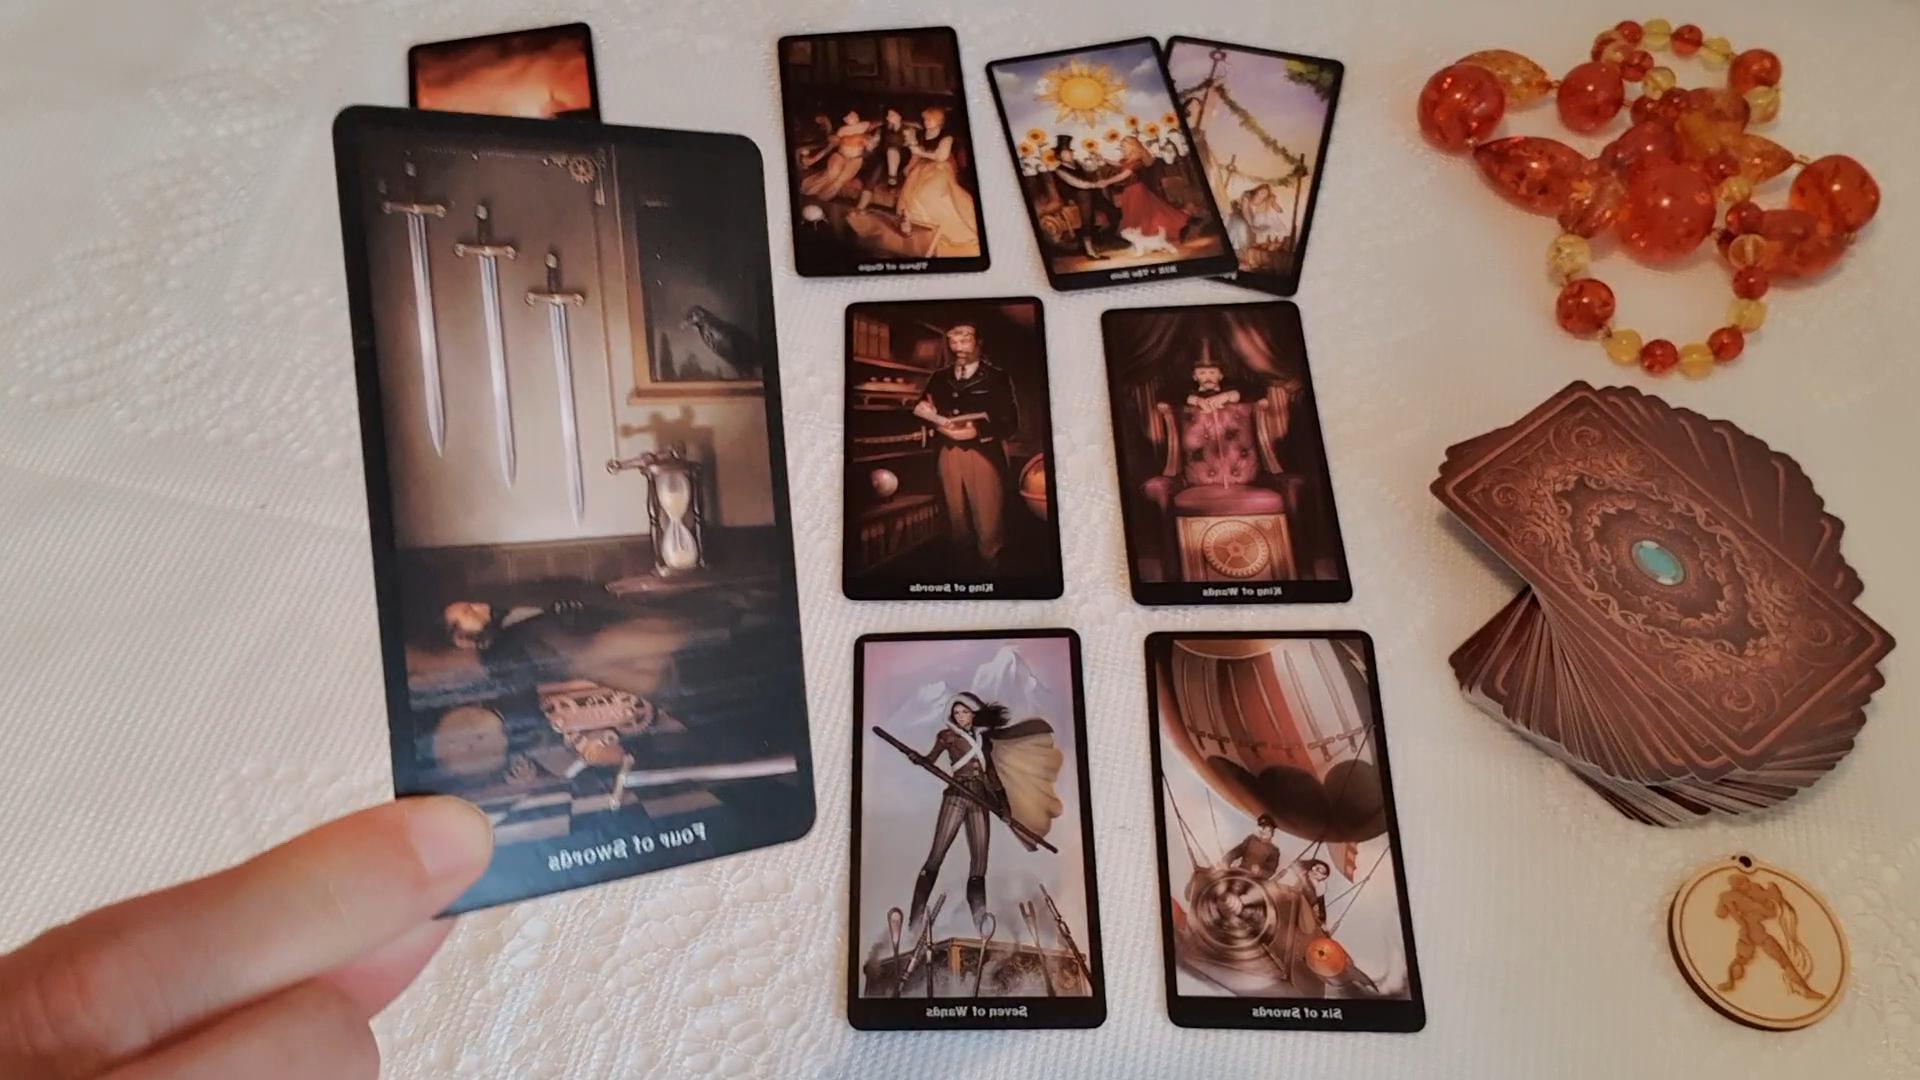 Three of Cups
XIX • The Sun
King of Swords
King of Wands
Four of Swords
Seven of Wands
Six of Swords